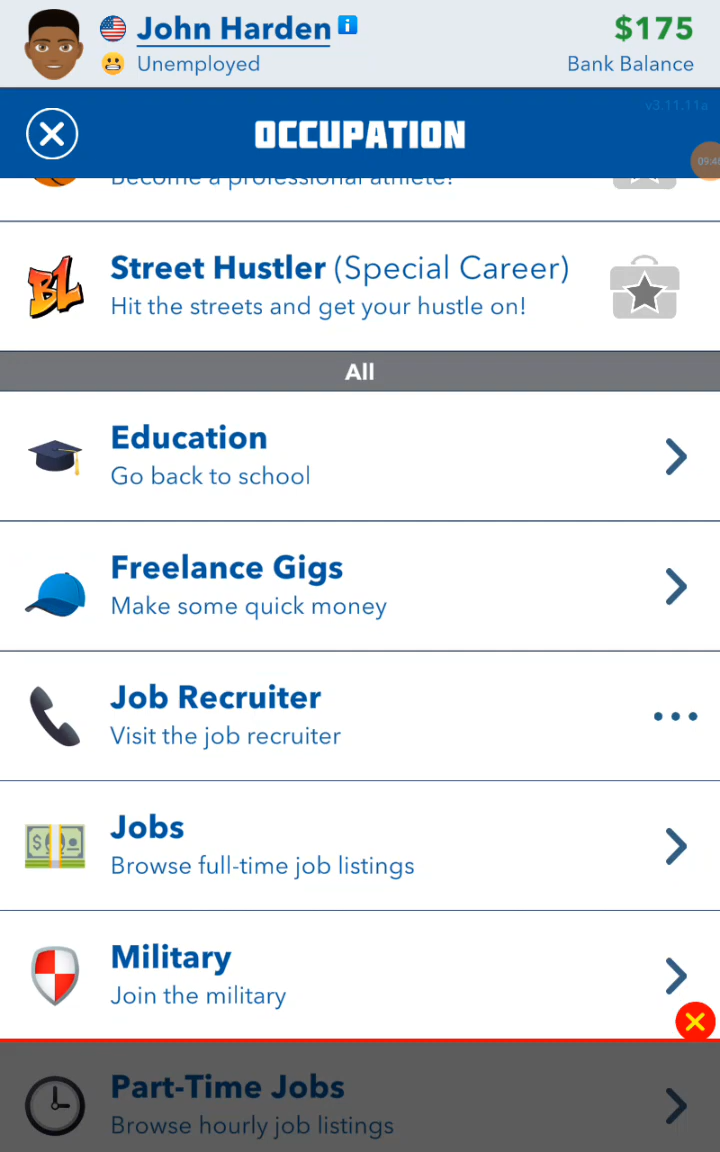 John Harden
$175
Unemployed
Bank Balance
v3.11.11a
OCCUPATION
09:46
Become a professional athlete!
BL
Street Hustler (Special Career)
Hit the streets and get your hustle on!
All
Education
Go back to school
Freelance Gigs
Make some quick money
Job Recruiter
Visit the job recruiter
Jobs
Browse full-time job listings
Military
Join the military
Part-Time Jobs
Browse hourly job listings